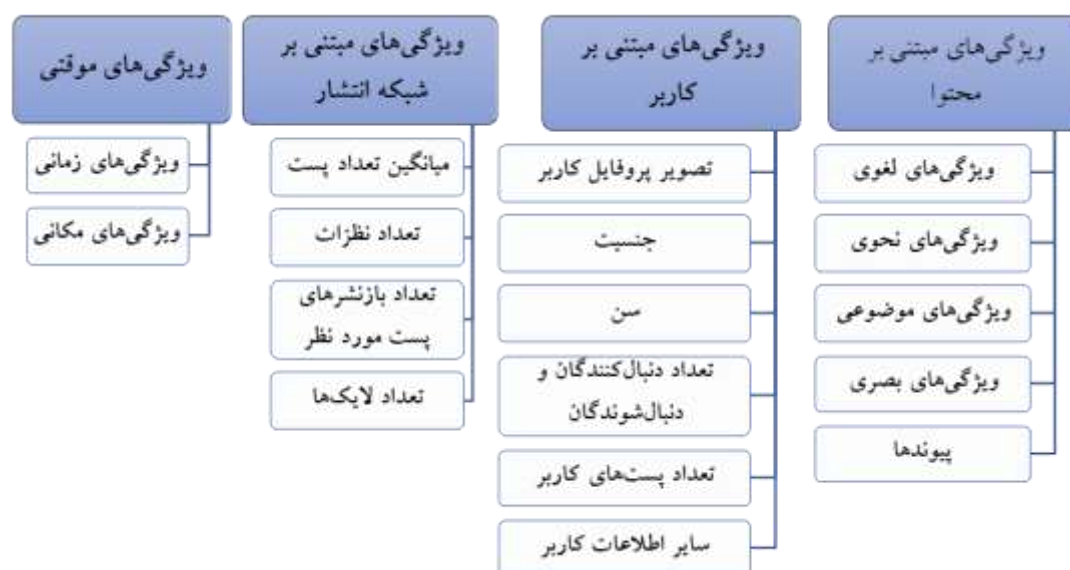 ویژگی‌های مبتنی بر
محتوا
ویژگی‌های لغوی
ویژگی‌های نحوی
ویژگی‌های موضوعی
ویژگی‌های بصری
پیوندها
ویژگی‌های مبتنی بر
کاربر
تصویر پروفایل کاربر
جنسیت
سن
تعداد دنبال‌کنندگان و
دنبال‌شوندگان
تعداد پست‌های کاربر
سایر اطلاعات کاربر
ویژگی‌های مبتنی بر
شبکه انتشار
میانگین تعداد پست
تعداد نظزات
تعداد بازنشرهای
پست مورد نظر
تعداد لایک‌ها
ویژگی‌های موقتی
ویژگی‌های زمانی
ویژگی‌های مکانی